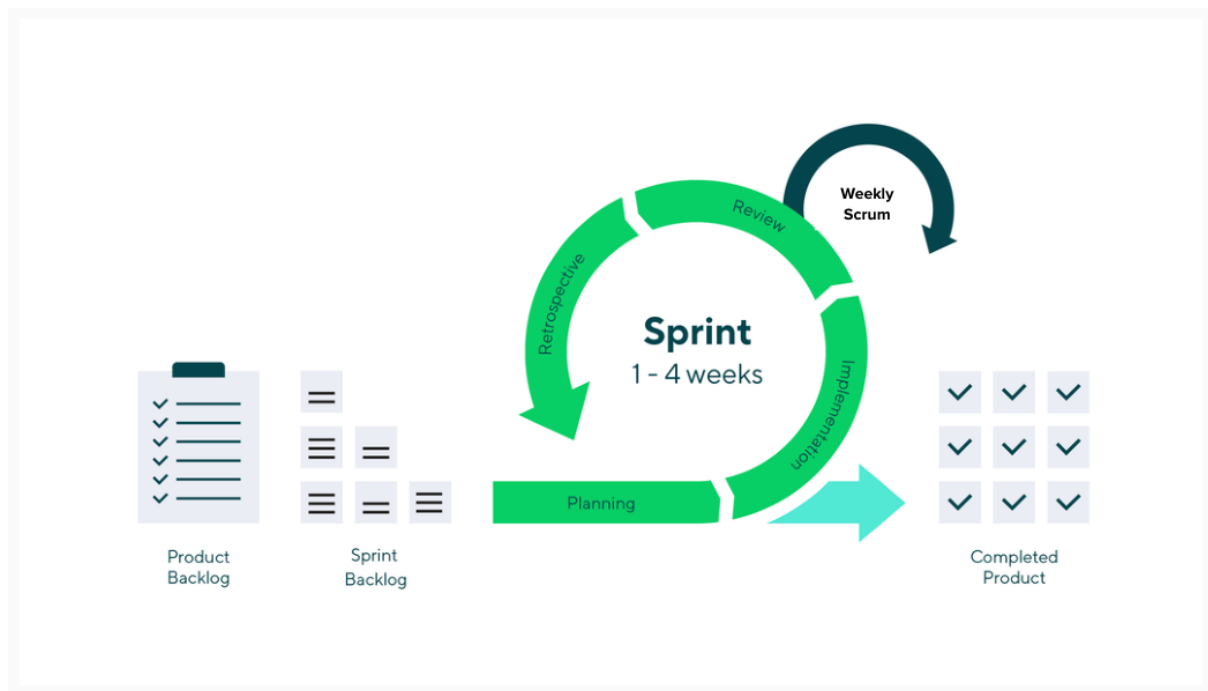 Weekly
Scrum
Review
Retrospective
Sprint
1 - 4 weeks
Implementation
Planning
Product
Backlog
Sprint
Backlog
Completed
Product